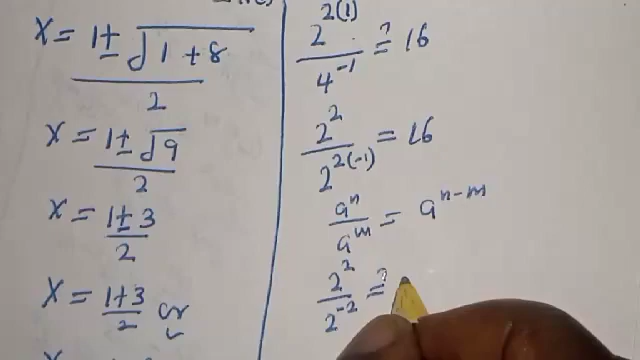 x = 1±√1+8 / 2
x = 1±√9 / 2
x = 1±3 / 2
x = 1+3 / 2 or
2^2(1) / 4^-1 ?= 16
2^2 / 2^2(-1) = 16
a^n / a^m = a^n-m
2^2 / 2^-2 ?=